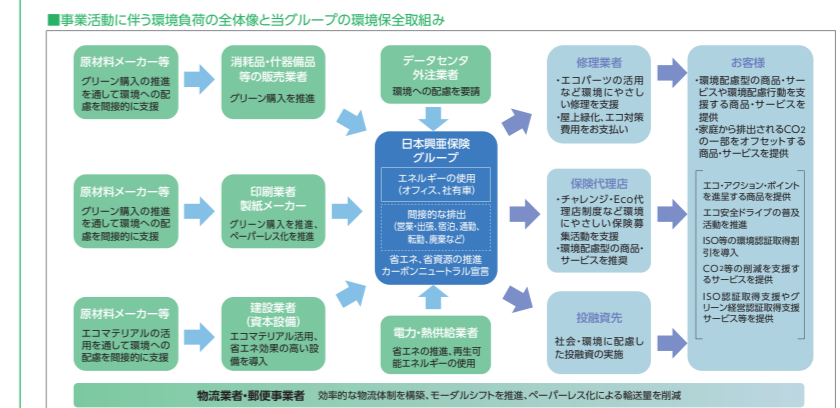 ■事業活動に伴う環境負荷の全体像と当グループの環境保全取組み
原材料メーカー等
グリーン購入の推進
を通して環境への配
慮を間接的に支援
消耗品・什器備品
等の販売業者
グリーン購入を推進
データセンタ
外注業者
環境への配慮を要請
修理業者
・エコパーツの活用
など環境にやさし
い修理を支援
・屋上緑化、エコ対策
費用をお支払い
お客様
・環境配慮型の商品・サー
ビスや環境配慮行動を支
援する商品・サービスを
提供
・家庭から排出されるCO2
の一部をオフセットする
商品・サービスを提供
エコ・アクション・ポイント
を進呈する商品を提供
エコ安全ドライブの普及
活動を推進
ISO等の環境認証取得割
引を導入
CO2等の削減を支援す
るサービスを提供
ISO認証取得支援やグ
リーン経営認証取得支援
サービス等を提供
原材料メーカー等
グリーン購入の推進
を通して環境への配
慮を間接的に支援
印刷業者
製紙メーカー
グリーン購入を推進、
ペーパーレス化を推進
日本興亜保険
グループ
エネルギーの使用
(オフィス、社有車)
間接的な排出
(営業・出張、宿泊、通勤、
転勤、廃棄など)
省エネ、省資源の推進
カーボンニュートラル宣言
保険代理店
・チャレンジ・Eco代
理店制度など環境
にやさしい保険募
集活動を支援
・環境配慮型の商品・
サービスを推奨
原材料メーカー等
エコマテリアルの活
用を通して環境への
配慮を間接的に支援
建設業者
(資本設備)
エコマテリアル活用、
省エネ効果の高い設
備を導入
電力・熱供給業者
省エネの推進、再生可
能エネルギーの使用
投融資先
社会・環境に配慮し
た投融資の実施
物流業者・郵便事業者 効率的な物流体制を構築、モーダルシフトを推進、ペーパーレス化による輸送量を削減